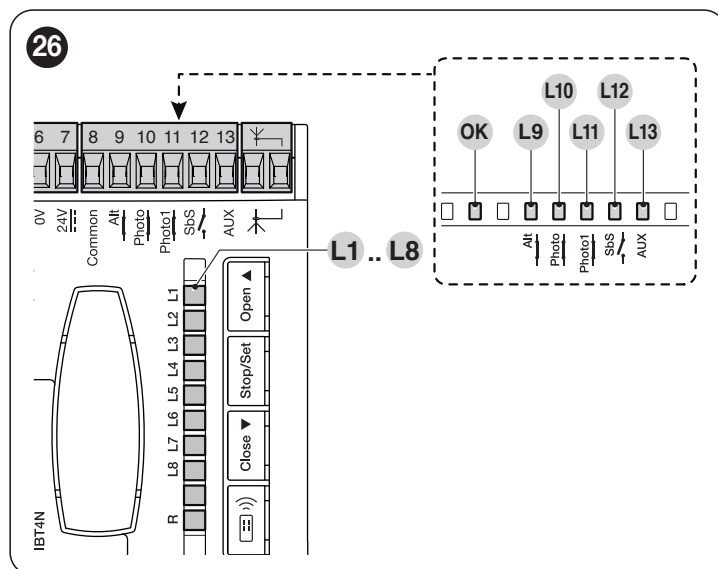 26
6 7 8 9 10 11 12 13
0V
24V
Common
Alt
Photo
Photo1
SbS
AUX
L1 .. L8
L1
L2
L3
L4
L5
L6
L7
L8
R
Open ▲
Stop/Set
Close ▼
IBT4N
OK
L9
L10
L11
L12
L13
Alt
Photo
Photo1
SbS
AUX